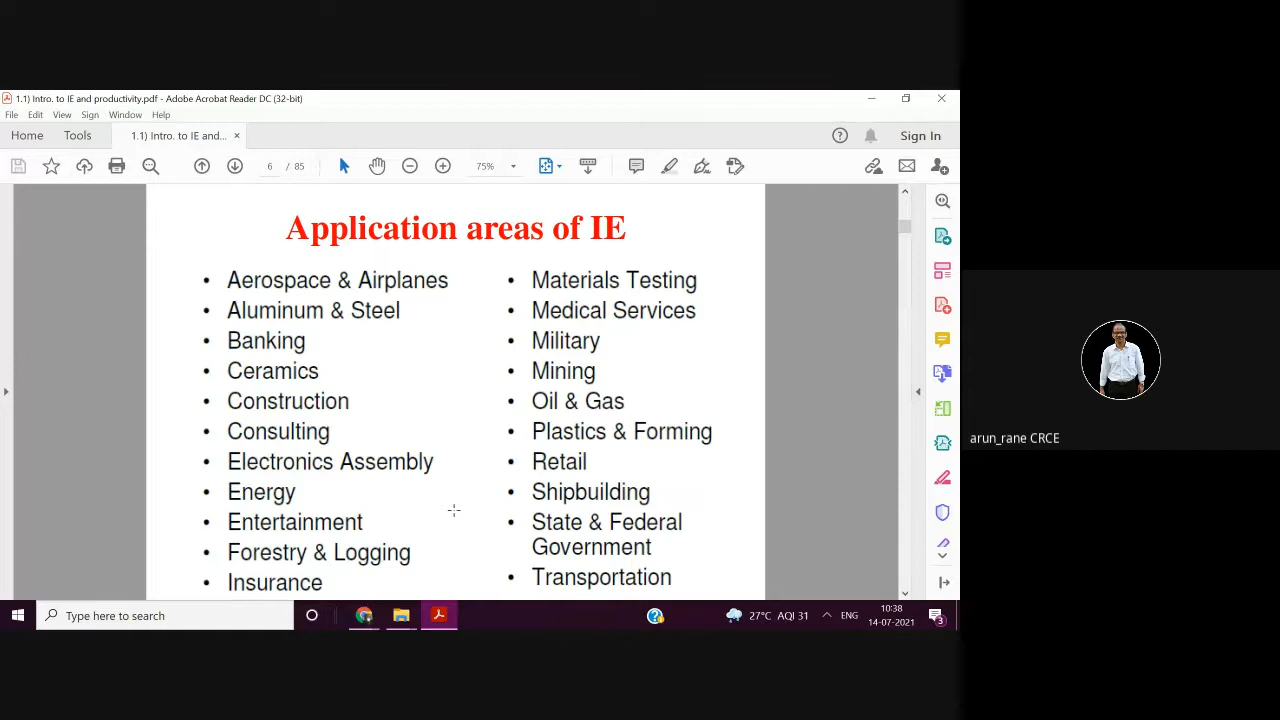 1.1) Intro. to IE and productivity.pdf - Adobe Acrobat Reader DC (32-bit)
File Edit View Sign Window Help
Home Tools 1.1) Intro. to IE and... × Sign In
6 / 85 75%
Application areas of IE
• Aerospace & Airplanes
• Aluminum & Steel
• Banking
• Ceramics
• Construction
• Consulting
• Electronics Assembly
• Energy
• Entertainment
• Forestry & Logging
• Insurance
• Materials Testing
• Medical Services
• Military
• Mining
• Oil & Gas
• Plastics & Forming
• Retail
• Shipbuilding
• State & Federal
Government
• Transportation
arun_rane CRCE
Type here to search
27°C AQI 31 ENG
10:38
14-07-2021
3